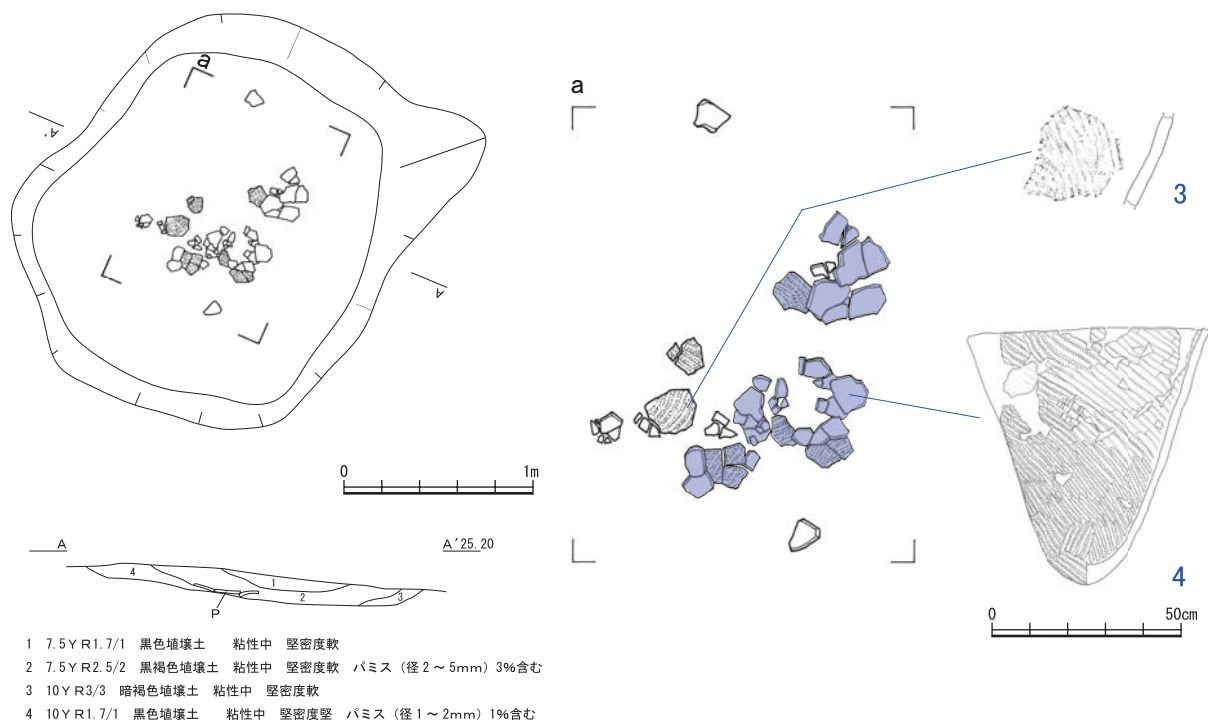 a
A'
A
0 1m
A A'25.20
4 1 2 3
P
1 7.5YR1.7/1 黒色埴壌土 粘性中 堅密度軟
2 7.5YR2.5/2 黒褐色埴壌土 粘性中 堅密度軟 パミス（径2～5mm）3%含む
3 10YR3/3 暗褐色埴壌土 粘性中 堅密度軟
4 10YR1.7/1 黒色埴壌土 粘性中 堅密度堅 パミス（径1～2mm）1%含む
a
3
4
0 50cm